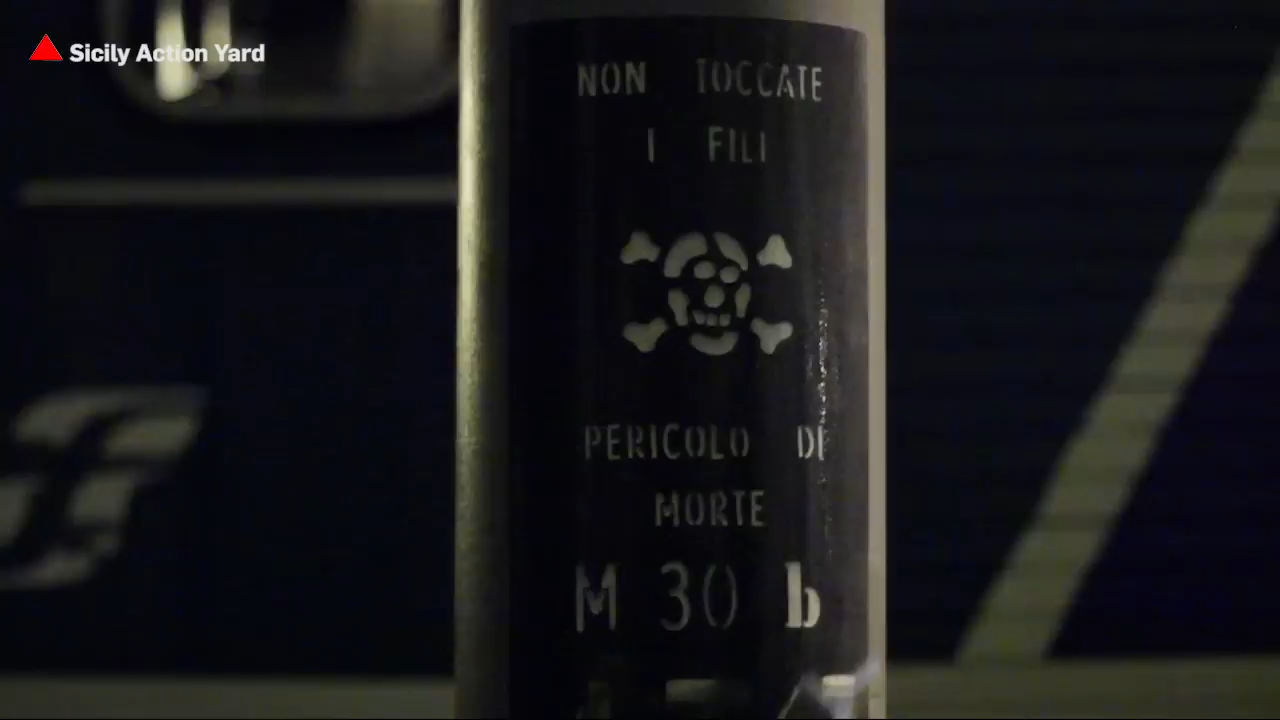 Sicily Action Yard
NON TOCCATE
I FILI
PERICOLO DI
MORTE
M 30 b